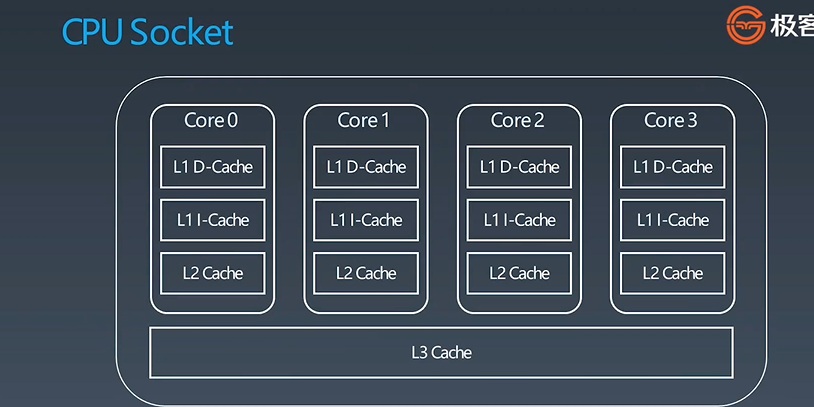 CPU Socket
极客
Core 0 Core 1 Core 2 Core 3
L1 D-Cache L1 D-Cache L1 D-Cache L1 D-Cache
L1 I-Cache L1 I-Cache L1 I-Cache L1 I-Cache
L2 Cache L2 Cache L2 Cache L2 Cache
L3 Cache